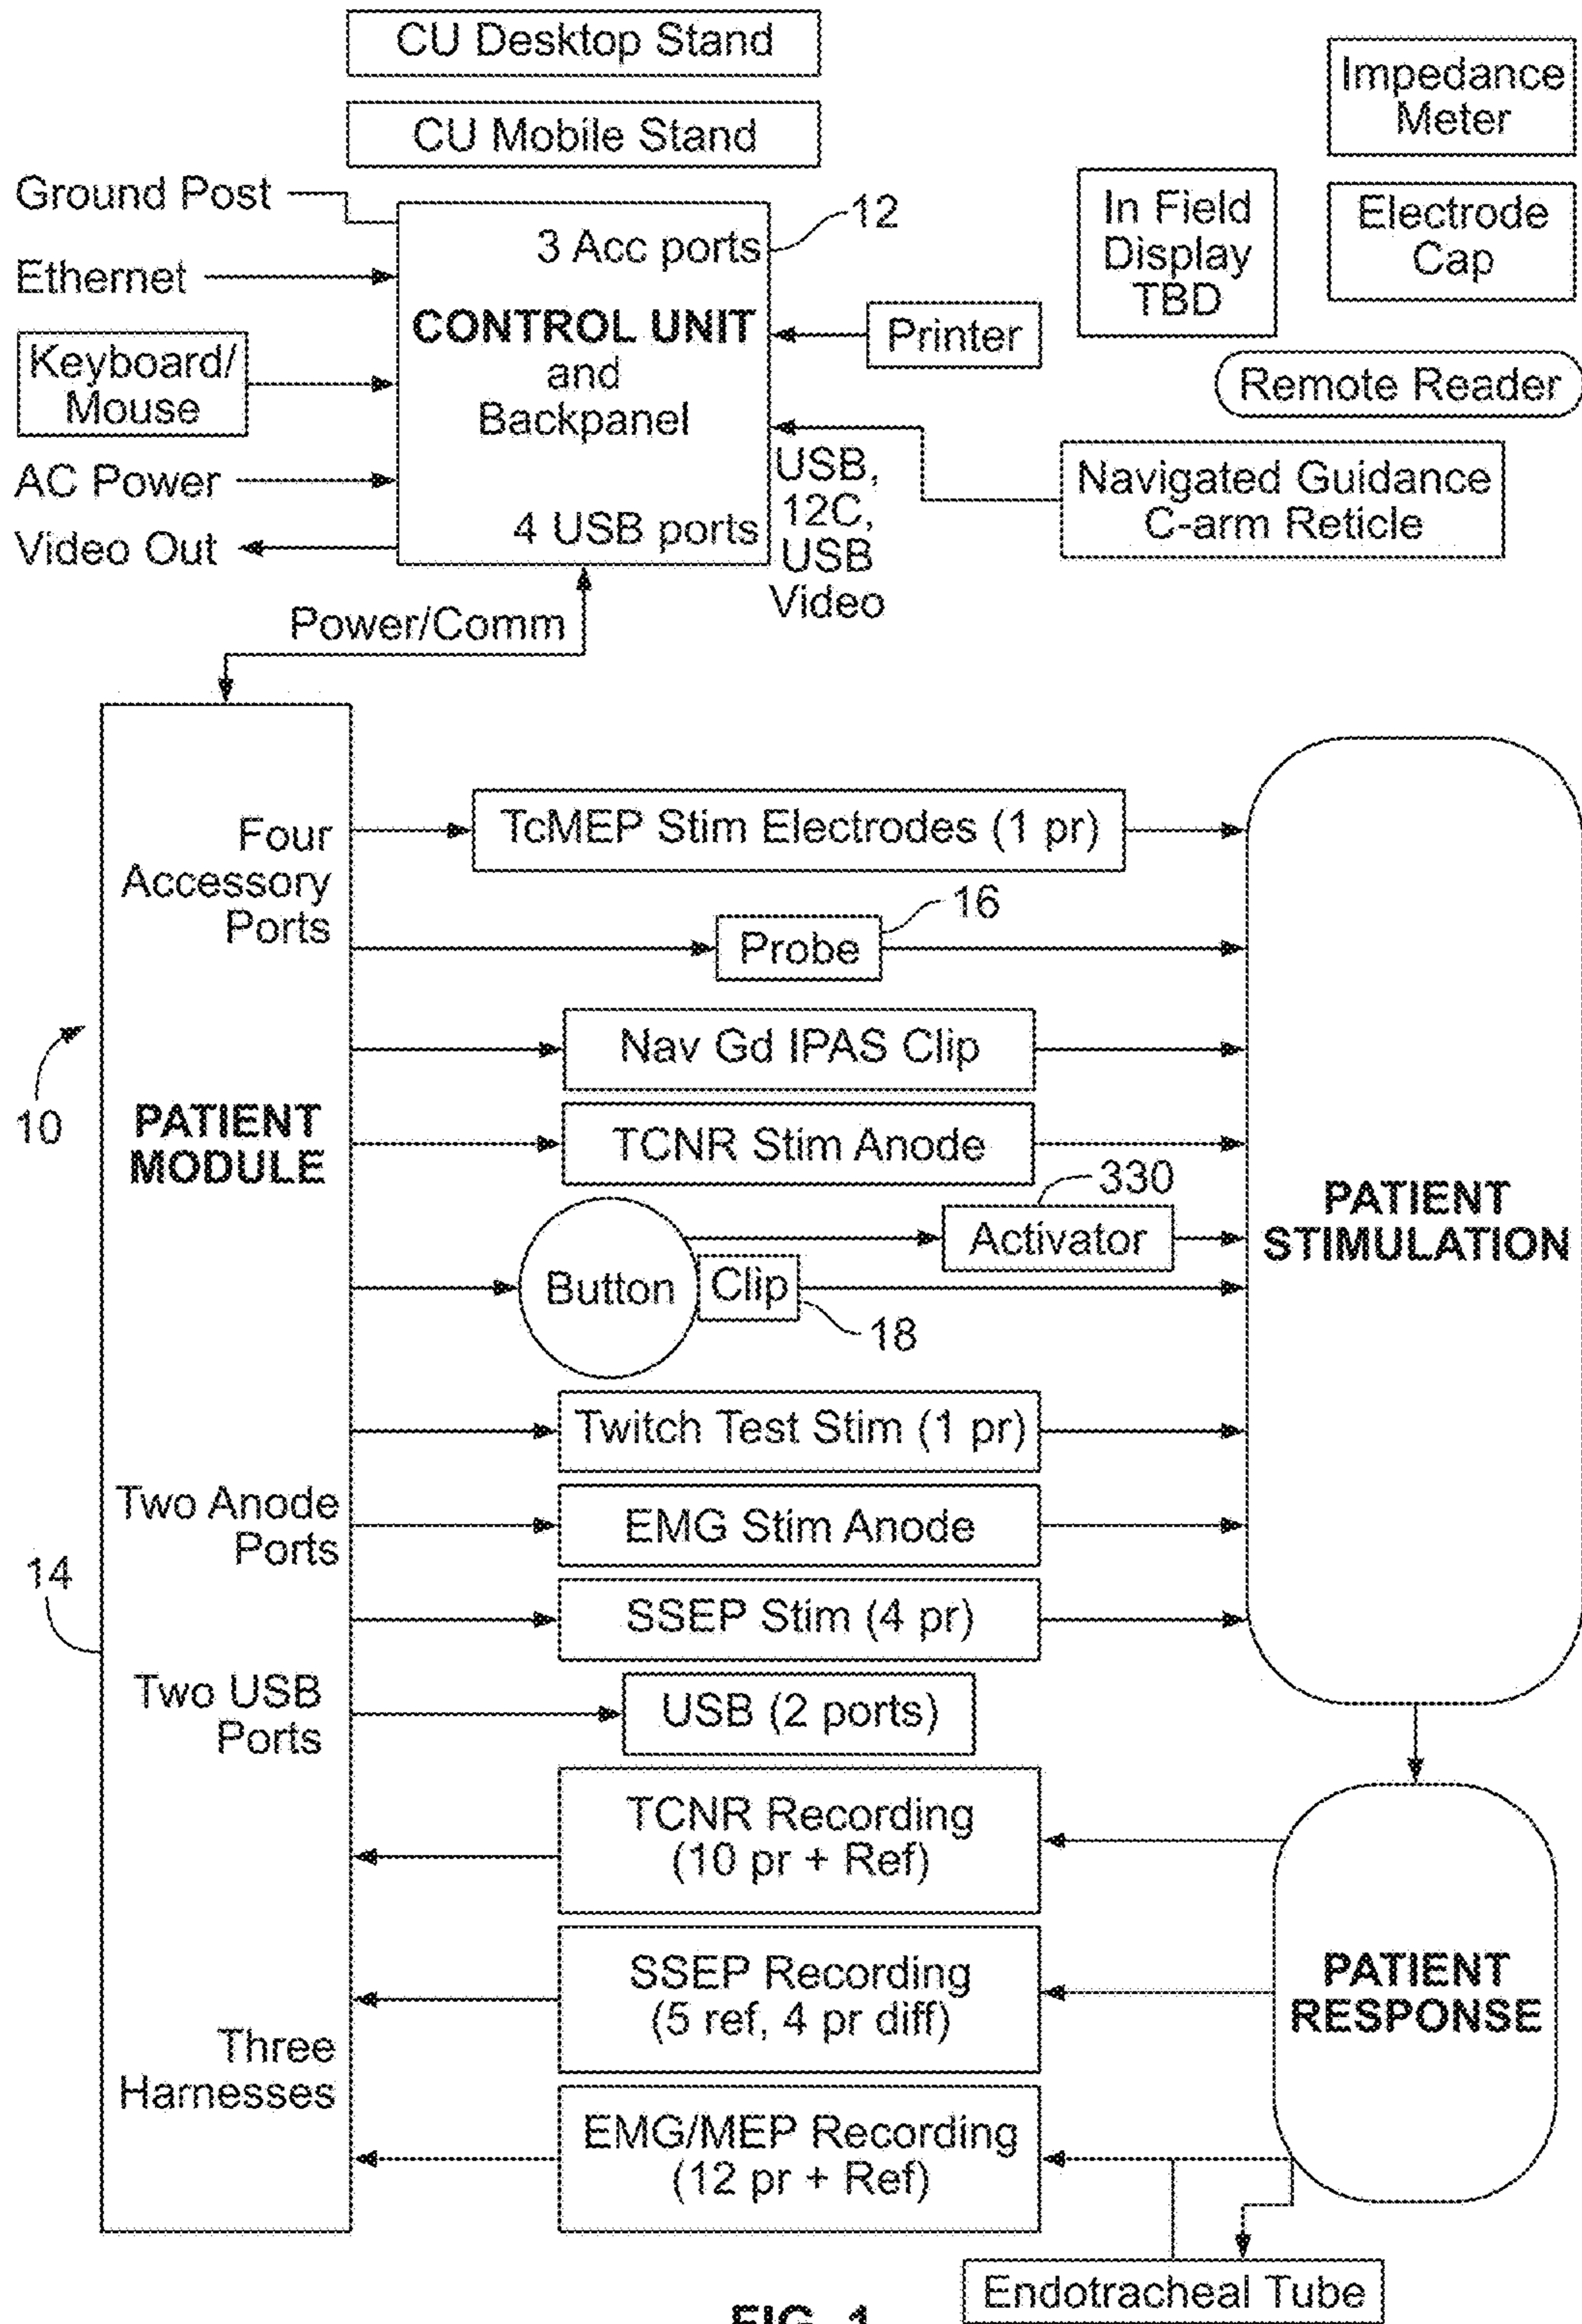 CU Desktop Stand
CU Mobile Stand
Impedance
Meter
Electrode
Cap
In Field
Display
TBD
Remote Reader
Ground Post
Ethernet
Keyboard/
Mouse
AC Power
Video Out
3 Acc ports
12
CONTROL UNIT
and
Backpanel
4 USB ports
Printer
USB,
12C,
USB
Video
Navigated Guidance
C-arm Reticle
Power/Comm
Four
Accessory
Ports
10
PATIENT
MODULE
Two Anode
Ports
14
Two USB
Ports
Three
Harnesses
TcMEP Stim Electrodes (1 pr)
16
Probe
Nav Gd IPAS Clip
TCNR Stim Anode
330
Activator
Button
Clip
18
Twitch Test Stim (1 pr)
EMG Stim Anode
SSEP Stim (4 pr)
USB (2 ports)
TCNR Recording
(10 pr + Ref)
SSEP Recording
(5 ref, 4 pr diff)
EMG/MEP Recording
(12 pr + Ref)
PATIENT
STIMULATION
PATIENT
RESPONSE
Endotracheal Tube
FIG. 1